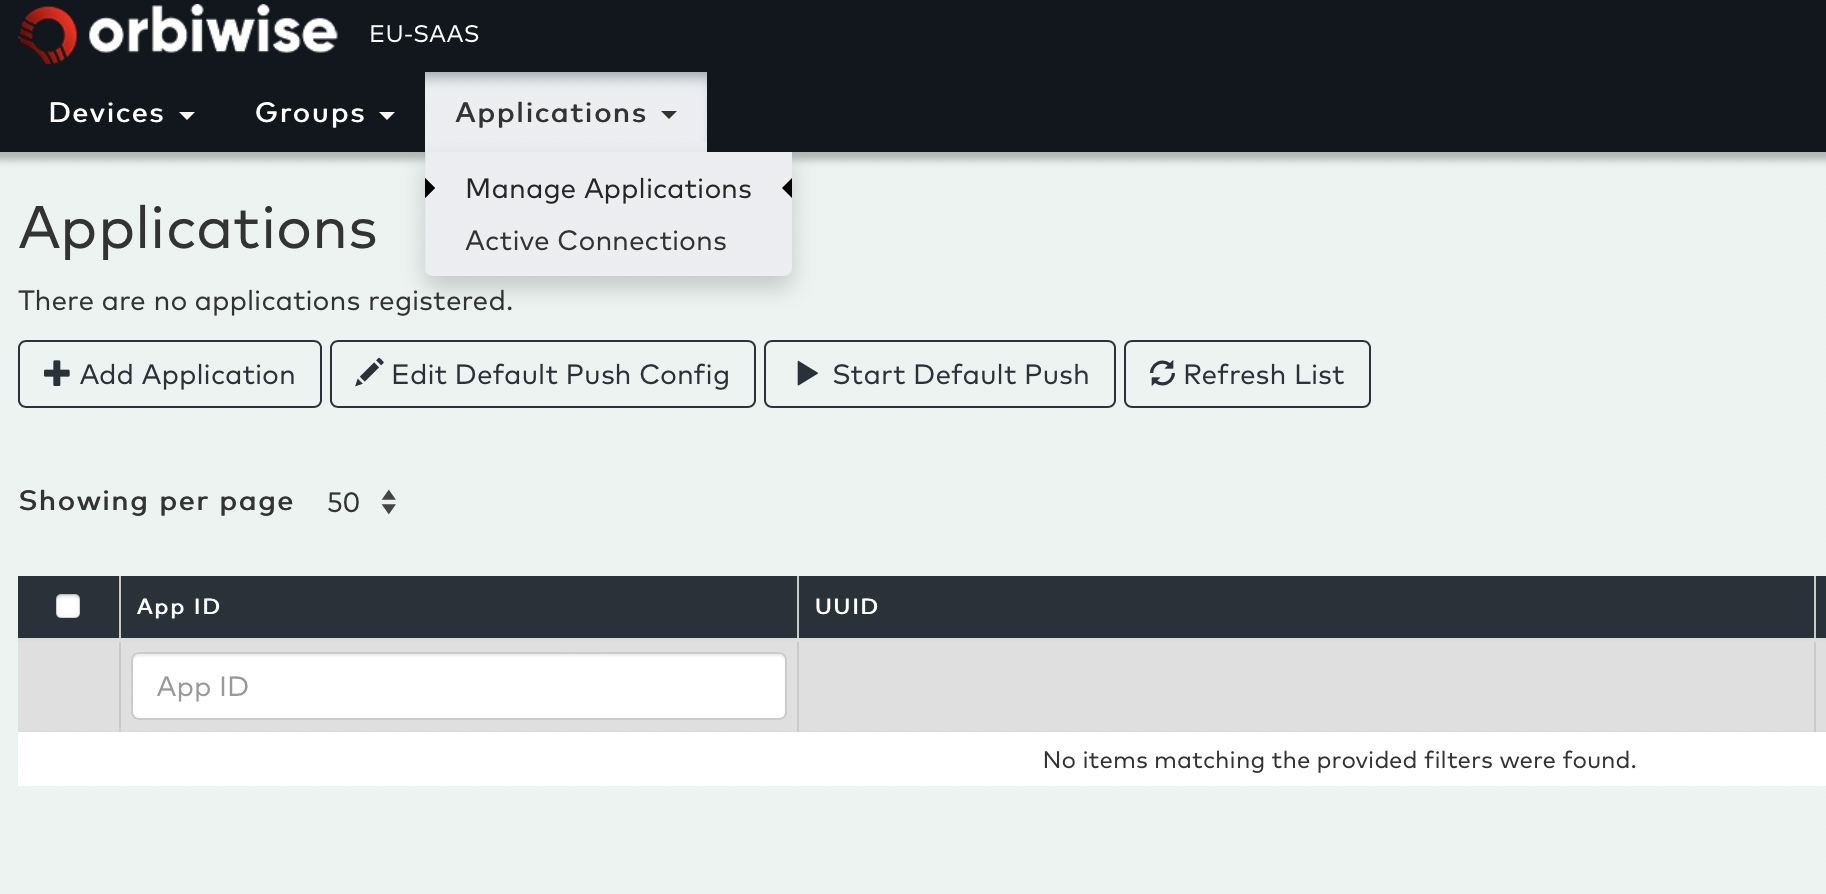 orbiwise EU-SAAS
Devices Groups Applications
Manage Applications
Active Connections
Applications
There are no applications registered.
Add Application Edit Default Push Config Start Default Push Refresh List
Showing per page 50
App ID UUID
App ID
No items matching the provided filters were found.